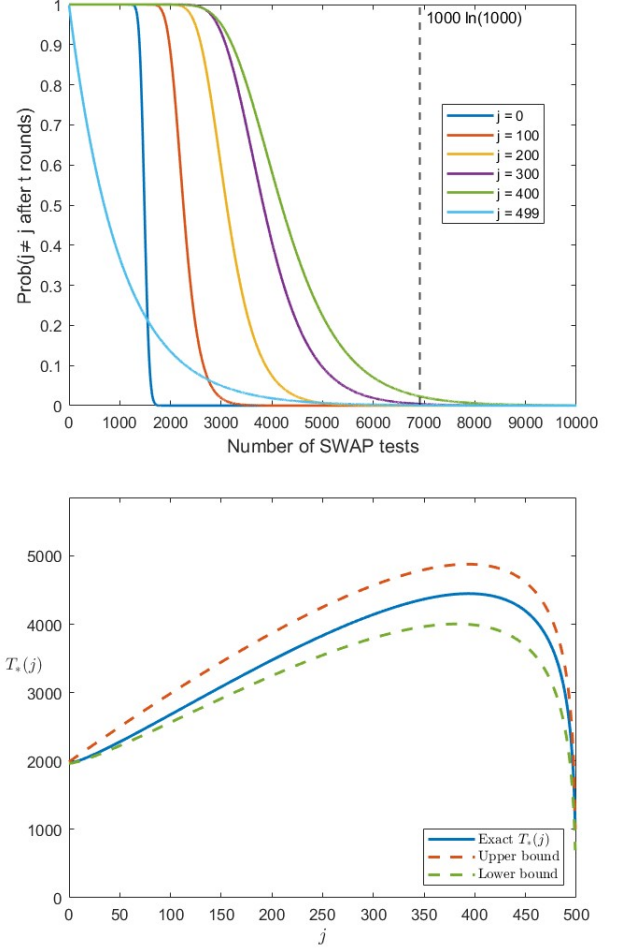 1
0.9
0.8
0.7
0.6
0.5
0.4
0.3
0.2
0.1
0
Prob(j≠ j after t rounds)
1000 ln(1000)
j = 0
j = 100
j = 200
j = 300
j = 400
j = 499
0 1000 2000 3000 4000 5000 6000 7000 8000 9000 10000
Number of SWAP tests
5000
4000
T*(j)
3000
2000
1000
0
Exact T*(j)
Upper bound
Lower bound
0 50 100 150 200 250 300 350 400 450 500
j